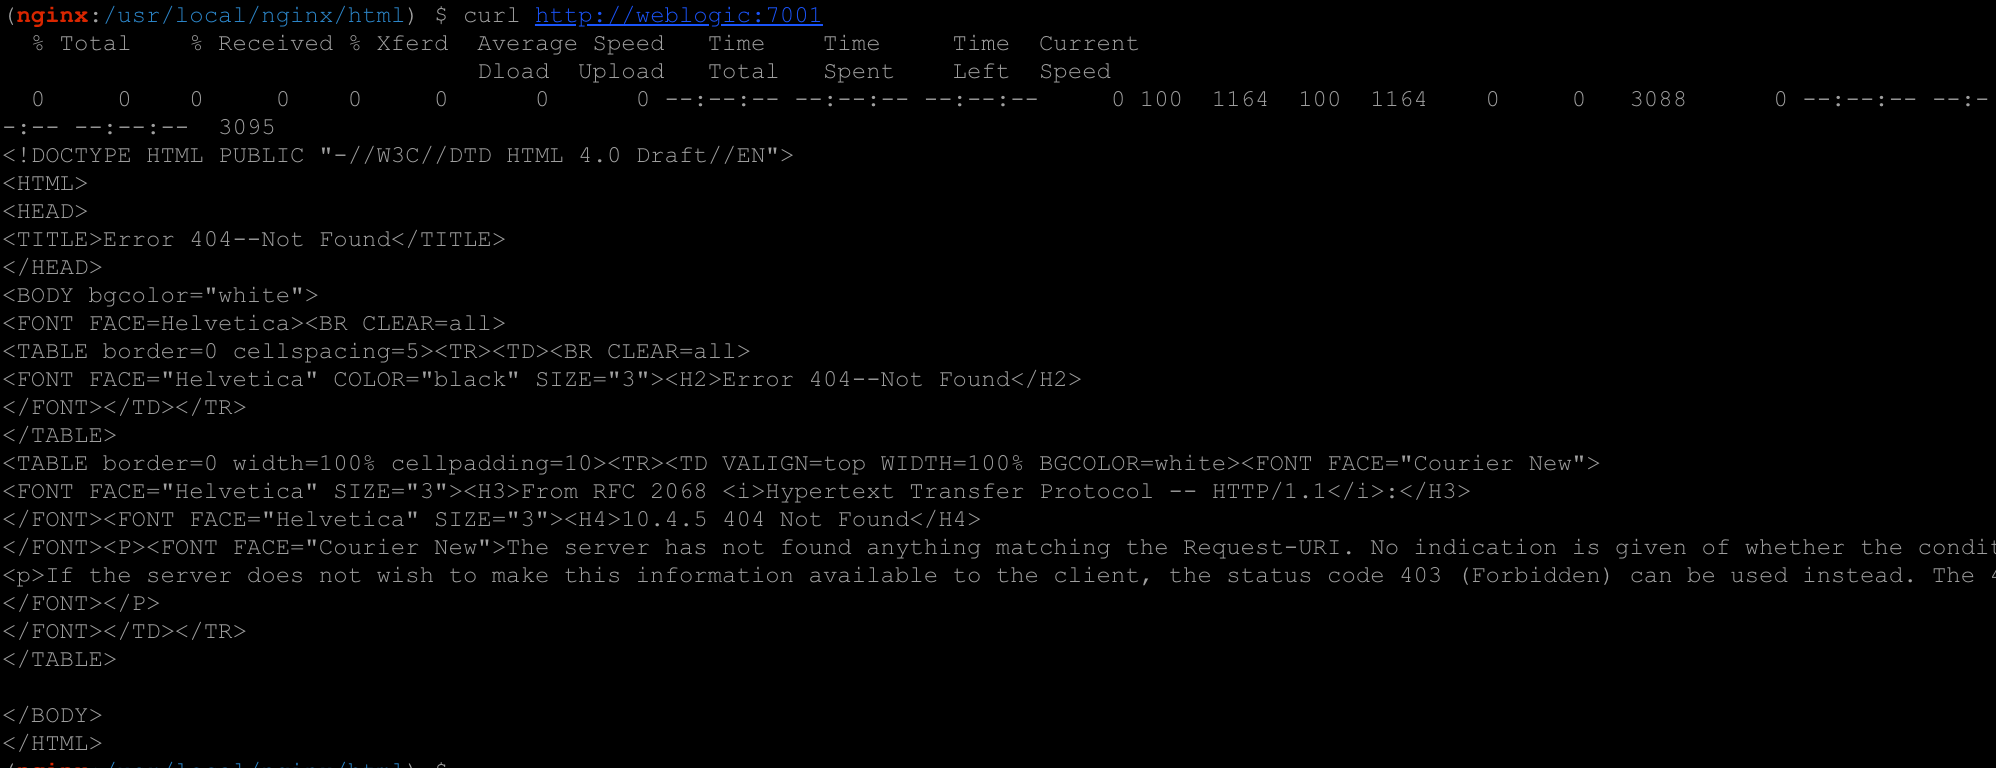 (nginx:/usr/local/nginx/html) $ curl http://weblogic:7001
% Total % Received % Xferd Average Speed Time Time Time Current
Dload Upload Total Spent Left Speed
0 0 0 0 0 0 0 0 --:--:-- --:--:-- --:--:-- 0 100 1164 100 1164 0 0 3088 0 --:--:-- --:-
-:-- --:--:-- 3095
<!DOCTYPE HTML PUBLIC "-//W3C//DTD HTML 4.0 Draft//EN">
<HTML>
<HEAD>
<TITLE>Error 404--Not Found</TITLE>
</HEAD>
<BODY bgcolor="white">
<FONT FACE=Helvetica><BR CLEAR=all>
<TABLE border=0 cellspacing=5><TR><TD><BR CLEAR=all>
<FONT FACE="Helvetica" COLOR="black" SIZE="3"><H2>Error 404--Not Found</H2>
</FONT></TD></TR>
</TABLE>
<TABLE border=0 width=100% cellpadding=10><TR><TD VALIGN=top WIDTH=100% BGCOLOR=white><FONT FACE="Courier New">
<FONT FACE="Helvetica" SIZE="3"><H3>From RFC 2068 <i>Hypertext Transfer Protocol -- HTTP/1.1</i>:</H3>
</FONT><FONT FACE="Helvetica" SIZE="3"><H4>10.4.5 404 Not Found</H4>
</FONT><P><FONT FACE="Courier New">The server has not found anything matching the Request-URI. No indication is given of whether the condit
<p>If the server does not wish to make this information available to the client, the status code 403 (Forbidden) can be used instead. The 4
</FONT></P>
</FONT></TD></TR>
</TABLE>
</BODY>
</HTML>
(nginx:/usr/local/nginx/html) $